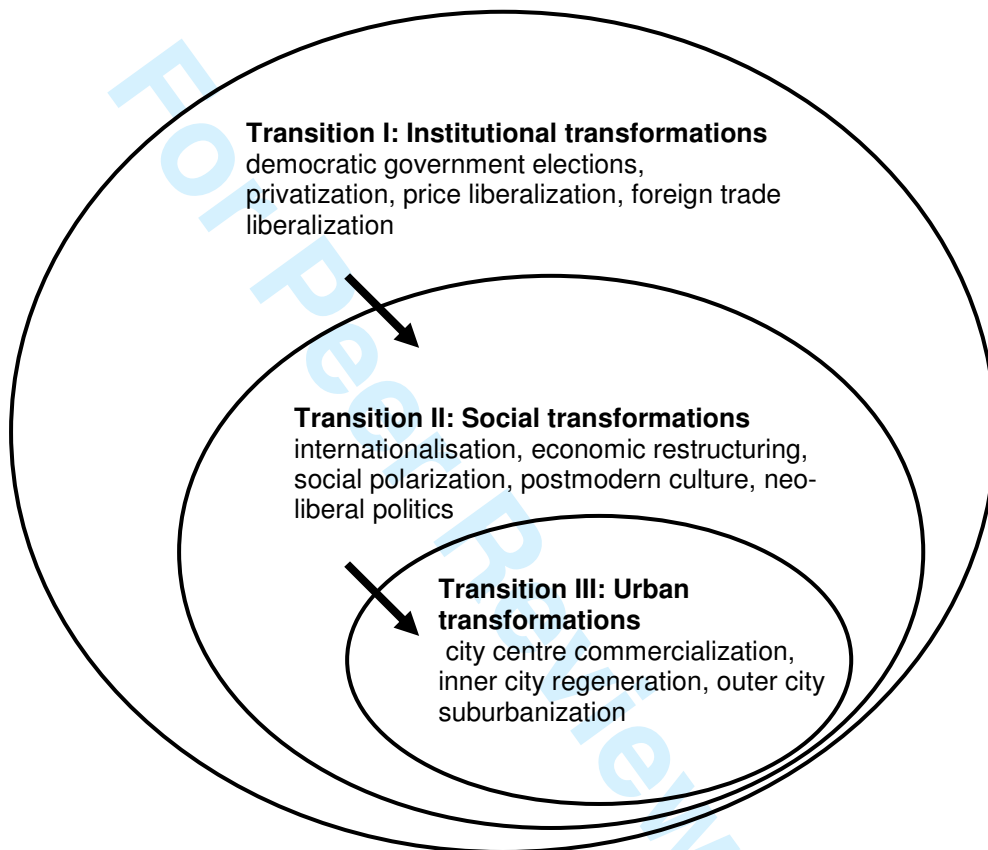 Transition I: Institutional transformations
democratic government elections,
privatization, price liberalization, foreign trade
liberalization
Transition II: Social transformations
internationalisation, economic restructuring,
social polarization, postmodern culture, neo-
liberal politics
Transition III: Urban
transformations
city centre commercialization,
inner city regeneration, outer city
suburbanization
For Peer Review